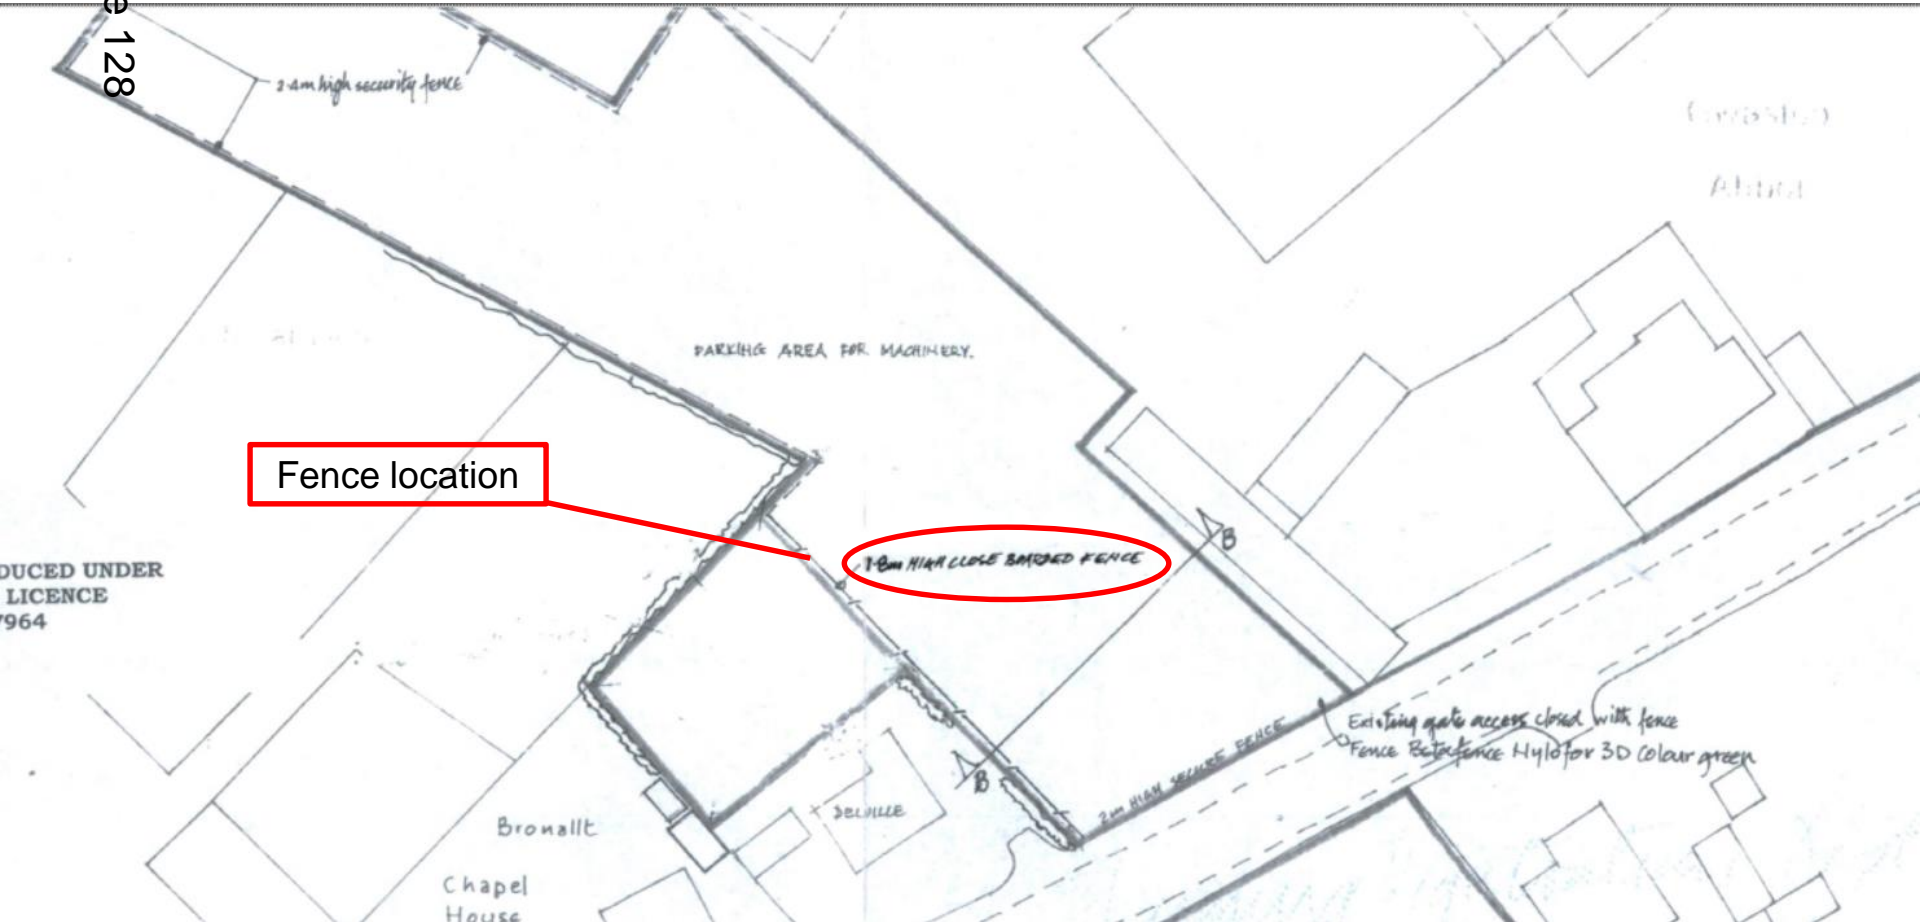 128
2.4m high security fence
PARKING AREA FOR MACHINERY.
Fence location
1.8m HIGH CLOSE BOARDED FENCE
B
DUCED UNDER
LICENCE
7964
Existing gate access closed with fence
Fence Betafence Nylofor 3D Colour green
2m HIGH SECURE FENCE
B
DELVILLE
Bronallt
Chapel
House